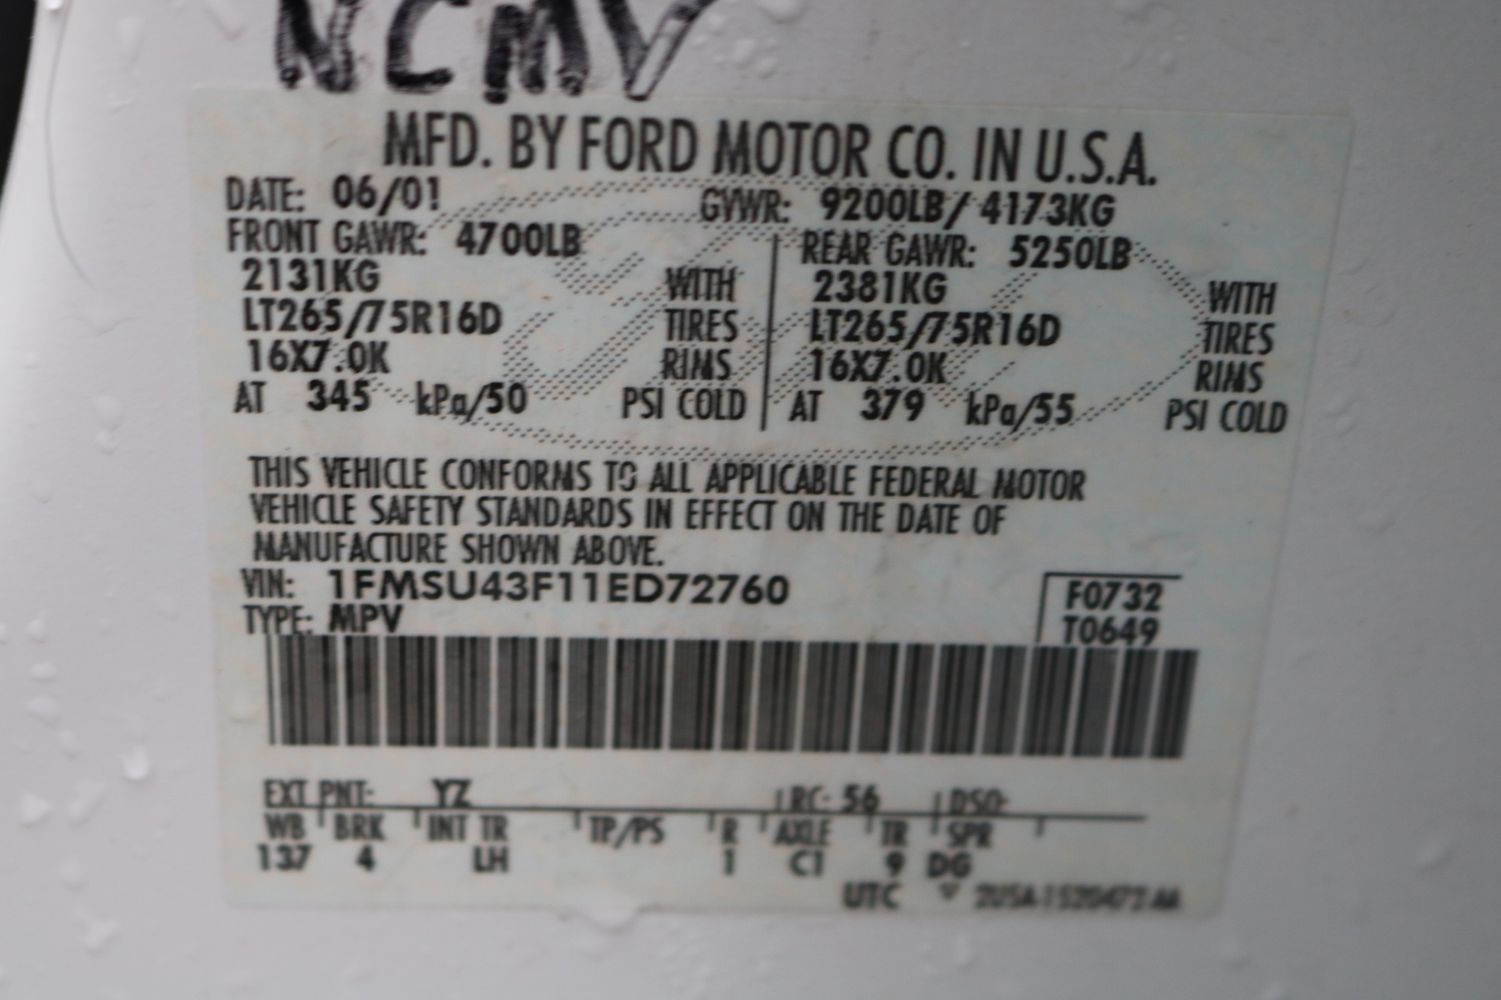 NCMV
MFD. BY FORD MOTOR CO. IN U.S.A.
DATE: 06/01 GVWR: 9200LB/ 4173KG
FRONT GAWR: 4700LB REAR GAWR: 5250LB
2131KG WITH 2381KG WITH
LT265/75R16D TIRES LT265/75R16D TIRES
16X7.0K RIMS 16X7.0K RIMS
AT 345 kPa/50 PSI COLD AT 379 kPa/55 PSI COLD
THIS VEHICLE CONFORMS TO ALL APPLICABLE FEDERAL MOTOR
VEHICLE SAFETY STANDARDS IN EFFECT ON THE DATE OF
MANUFACTURE SHOWN ABOVE.
VIN: 1FMSU43F11ED72760 F0732
TYPE: MPV T0649
EXT PNT: YZ RC: 56 DSO:
WB BRK INT TR TP/PS R AXLE TR SPR
137 4 LH 1 C1 9 DG
UTC